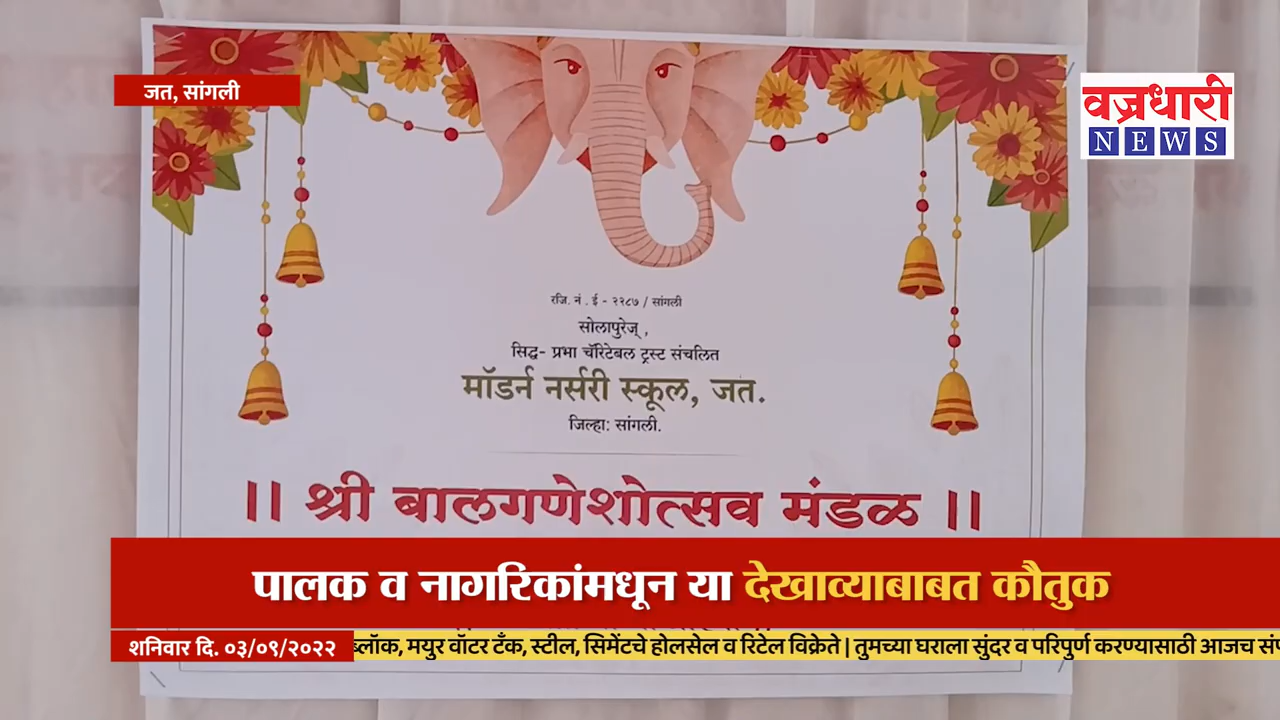 जत, सांगली
वज्रधारी
NEWS
रजि. नं . ई - २२८७ / सांगली
सोलापुरेज् ,
सिद्ध- प्रभा चॅरिटेबल ट्रस्ट संचलित
मॉडर्न नर्सरी स्कूल, जत.
जिल्हा: सांगली.
।। श्री बालगणेशोत्सव मंडळ ।।
पालक व नागरिकांमधून या देखाव्याबाबत कौतुक
शनिवार दि. ०३/०९/२०२२
ब्लॉक, मयुर वॉटर टँक, स्टील, सिमेंटचे होलसेल व रिटेल विक्रेते | तुमच्या घराला सुंदर व परिपुर्ण करण्यासाठी आजच